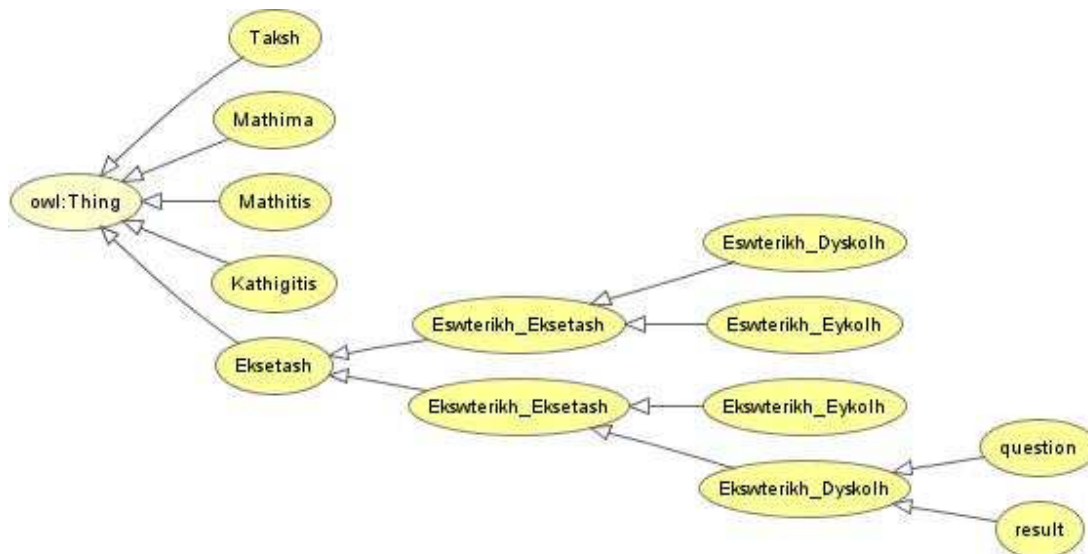 Taksh
Mathima
owl:Thing
Mathitis
Kathigitis
Eksetash
Eswterikh_Eksetash
Eswterikh_Dyskolh
Eswterikh_Eykolh
Ekswterikh_Eksetash
Ekswterikh_Eykolh
Ekswterikh_Dyskolh
question
result